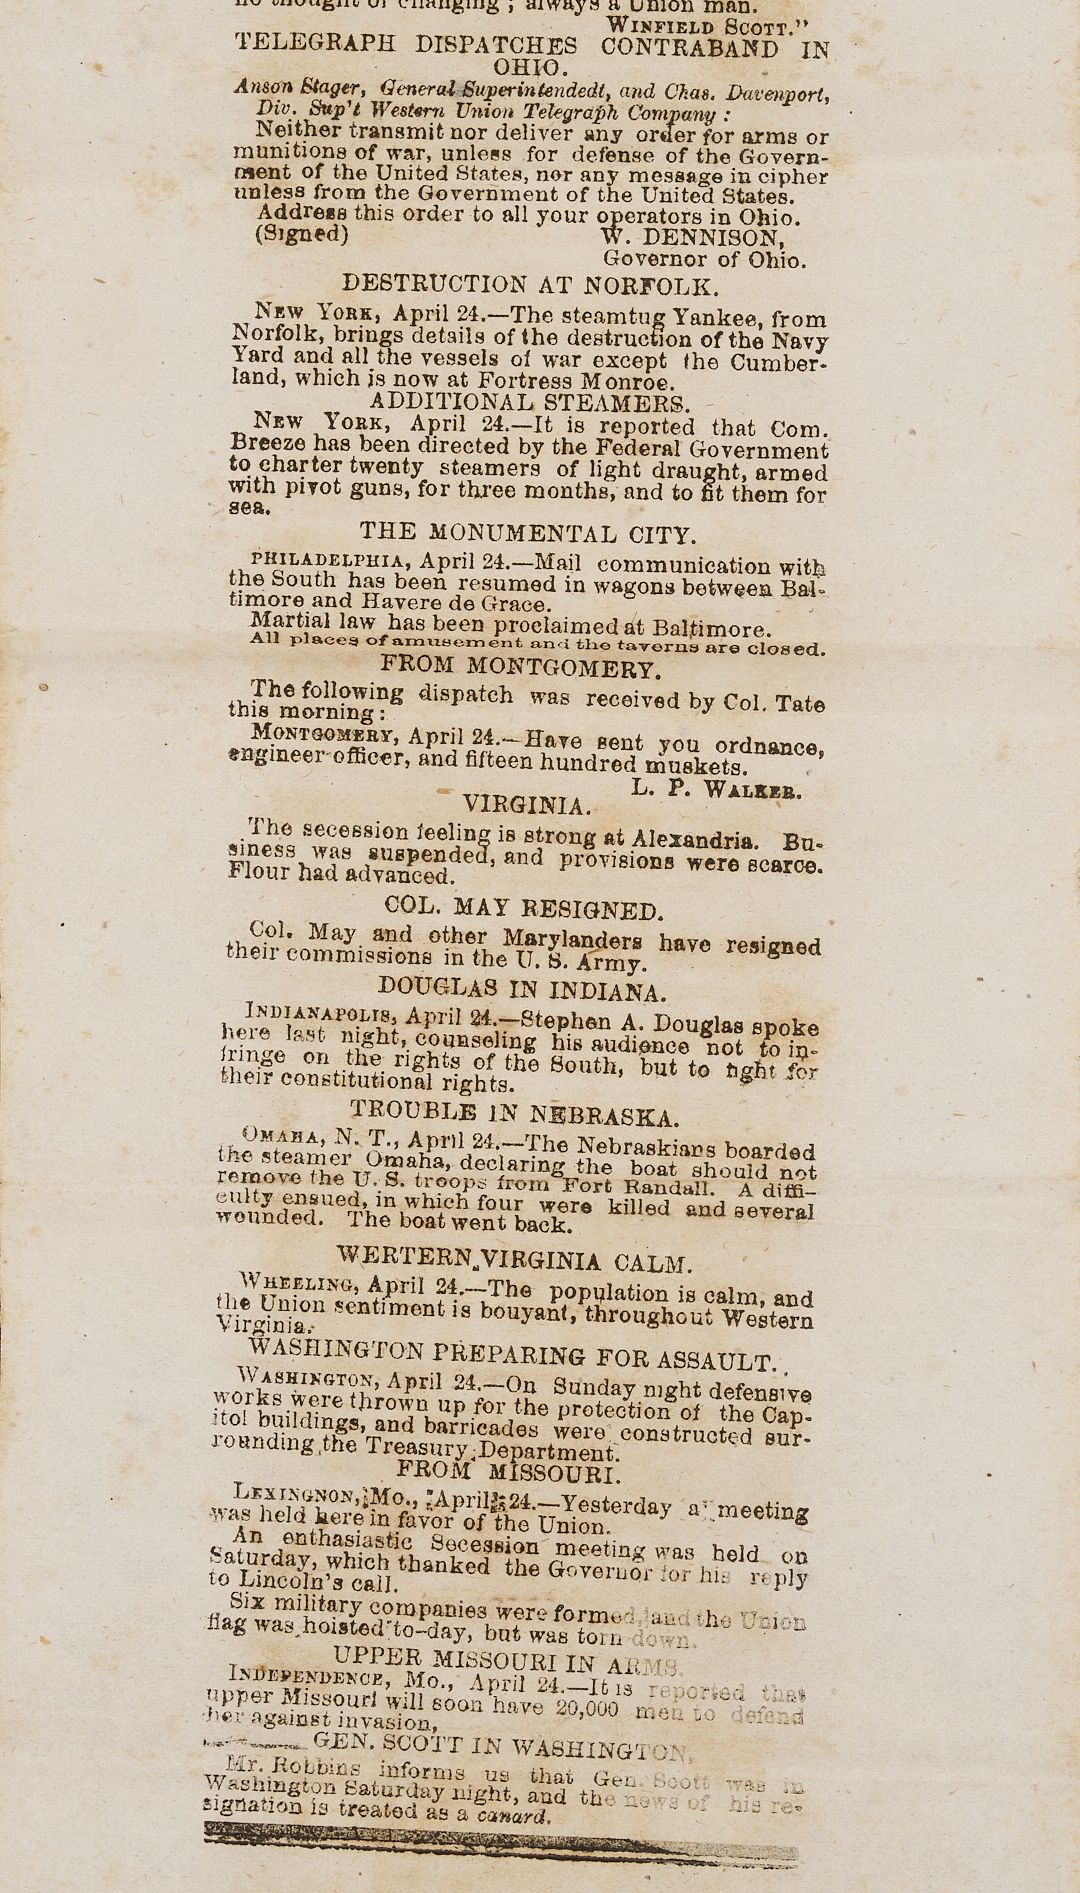 no thought of changing ; always a Union man.
WINFIELD SCOTT."
TELEGRAPH DISPATCHES CONTRABAND IN
OHIO.
Anson Stager, General Superintendedt, and Chas. Davenport,
Div. Sup't Western Union Telegraph Company :
Neither transmit nor deliver any order for arms or
munitions of war, unless for defense of the Govern-
ment of the United States, nor any message in cipher
unless from the Government of the United States.
Address this order to all your operators in Ohio.
(Signed) W. DENNISON,
Governor of Ohio.
DESTRUCTION AT NORFOLK.
NEW YORK, April 24.—The steamtug Yankee, from
Norfolk, brings details of the destruction of the Navy
Yard and all the vessels of war except the Cumber-
land, which is now at Fortress Monroe.
ADDITIONAL STEAMERS.
NEW YORK, April 24.—It is reported that Com.
Breeze has been directed by the Federal Government
to charter twenty steamers of light draught, armed
with pivot guns, for three months, and to fit them for
sea.
THE MONUMENTAL CITY.
PHILADELPHIA, April 24.—Mail communication with
the South has been resumed in wagons between Bal-
timore and Havere de Grace.
Martial law has been proclaimed at Baltimore.
All places of amusement and the taverns are closed.
FROM MONTGOMERY.
The following dispatch was received by Col. Tate
this morning:
MONTGOMERY, April 24.—Have sent you ordnance,
engineer-officer, and fifteen hundred muskets.
L. P. WALKER.
VIRGINIA.
The secession feeling is strong at Alexandria. Bu-
siness was suspended, and provisions were scarce.
Flour had advanced.
COL. MAY RESIGNED.
Col. May and other Marylanders have resigned
their commissions in the U. S. Army.
DOUGLAS IN INDIANA.
INDIANAPOLIS, April 24.—Stephen A. Douglas spoke
here last night, counseling his audience not to in-
fringe on the rights of the South, but to fight for
their constitutional rights.
TROUBLE IN NEBRASKA.
OMAHA, N. T., April 24.—The Nebraskians boarded
the steamer Omaha, declaring the boat should not
remove the U. S. troops from Fort Randall. A diffi-
culty ensued, in which four were killed and several
wounded. The boat went back.
WERTERN VIRGINIA CALM.
WHEELING, April 24.—The population is calm, and
the Union sentiment is bouyant, throughout Western
Virginia.
WASHINGTON PREPARING FOR ASSAULT.
WASHINGTON, April 24.—On Sunday night defensive
works were thrown up for the protection of the Cap-
itol buildings, and barricades were constructed sur-
rounding the Treasury Department.
FROM MISSOURI.
LEXINGNON, Mo., April 24.—Yesterday a meeting
was held here in favor of the Union.
An enthasiastic Secession meeting was held on
Saturday, which thanked the Governor for his reply
to Lincoln's call.
Six military companies were formed, and the Union
flag was hoisted to-day, but was torn down.
UPPER MISSOURI IN ARMS.
INDEPENDENCE, Mo., April 24.—It is reported that
upper Missouri will soon have 20,000 men to defend
her against invasion,
GEN. SCOTT IN WASHINGTON.
Mr. Robbins informs us that Gen. Scott was in
Washington Saturday night, and the news of his re-
signation is treated as a canard.